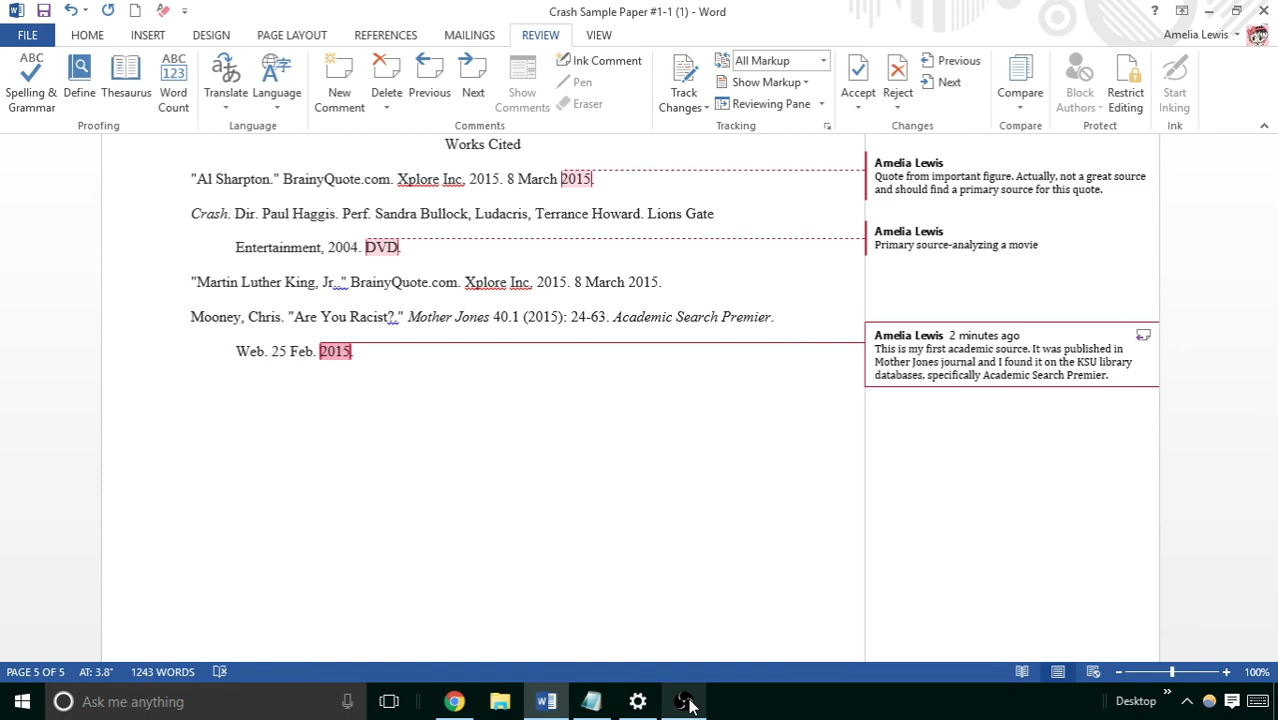 Crash Sample Paper #1-1 (1) - Word
FILE HOME INSERT DESIGN PAGE LAYOUT REFERENCES MAILINGS REVIEW VIEW Amelia Lewis
ABC
Spelling & Grammar
Define
Thesaurus
ABC
123
Word Count
Proofing
Translate
Language
Language
New Comment
Delete
Previous
Next
Show Comments
Ink Comment
Pen
Eraser
Comments
Track Changes
All Markup
Show Markup
Reviewing Pane
Tracking
Accept
Reject
Previous
Next
Changes
Compare
Compare
Block Authors
Restrict Editing
Protect
Start Inking
Ink
Works Cited
"Al Sharpton." BrainyQuote.com. Xplore Inc, 2015. 8 March 2015.
Crash. Dir. Paul Haggis. Perf. Sandra Bullock, Ludacris, Terrance Howard. Lions Gate
Entertainment, 2004. DVD.
"Martin Luther King, Jr.." BrainyQuote.com. Xplore Inc, 2015. 8 March 2015.
Mooney, Chris. "Are You Racist?." Mother Jones 40.1 (2015): 24-63. Academic Search Premier.
Web. 25 Feb. 2015.
Amelia Lewis
Quote from important figure. Actually, not a great source
and should find a primary source for this quote.
Amelia Lewis
Primary source-analyzing a movie
Amelia Lewis 2 minutes ago
This is my first academic source. It was published in
Mother Jones journal and I found it on the KSU library
databases, specifically Academic Search Premier.
PAGE 5 OF 5 AT: 3.8" 1243 WORDS 100%
Ask me anything
Desktop